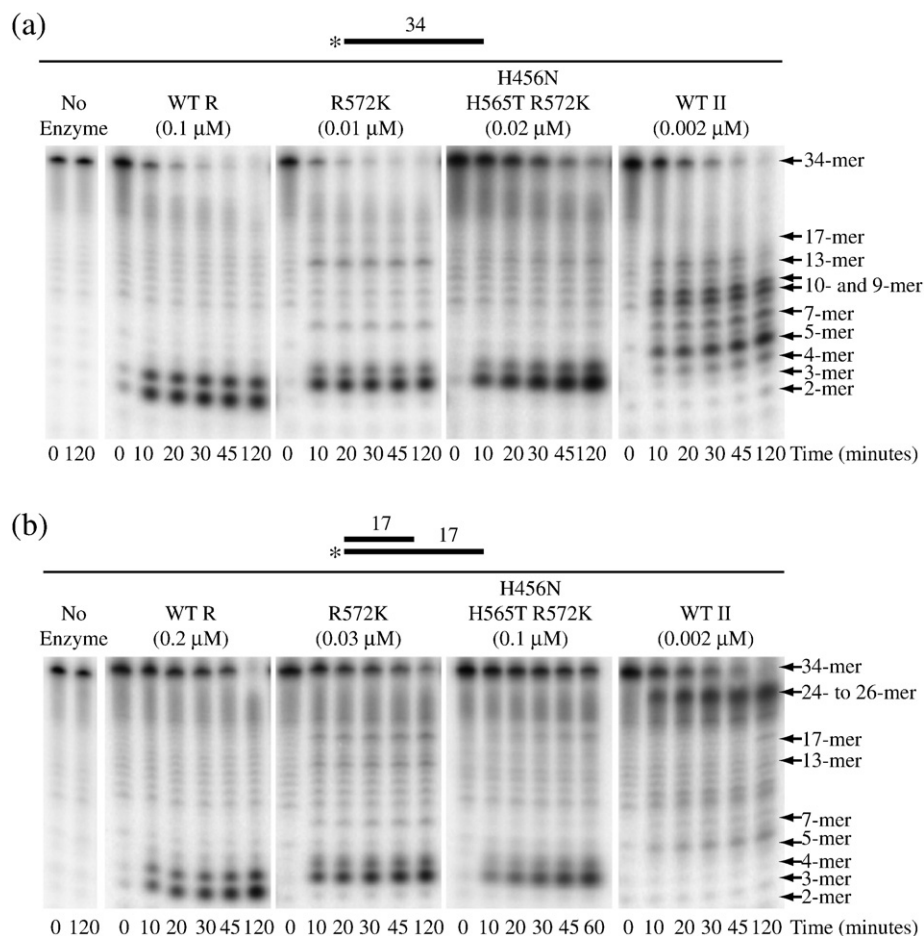 (a)
34
*
No Enzyme
WT R (0.1 µM)
R572K (0.01 µM)
H456N H565T R572K (0.02 µM)
WT II (0.002 µM)
34-mer
17-mer
13-mer
10- and 9-mer
7-mer
5-mer
4-mer
3-mer
2-mer
0 120 0 10 20 30 45 120 0 10 20 30 45 120 0 10 20 30 45 120 0 10 20 30 45 120 Time (minutes)
(b)
17
17
*
No Enzyme
WT R (0.2 µM)
R572K (0.03 µM)
H456N H565T R572K (0.1 µM)
WT II (0.002 µM)
34-mer
24- to 26-mer
17-mer
13-mer
7-mer
5-mer
4-mer
3-mer
2-mer
0 120 0 10 20 30 45 120 0 10 20 30 45 120 0 10 20 30 45 60 0 10 20 30 45 120 Time (minutes)